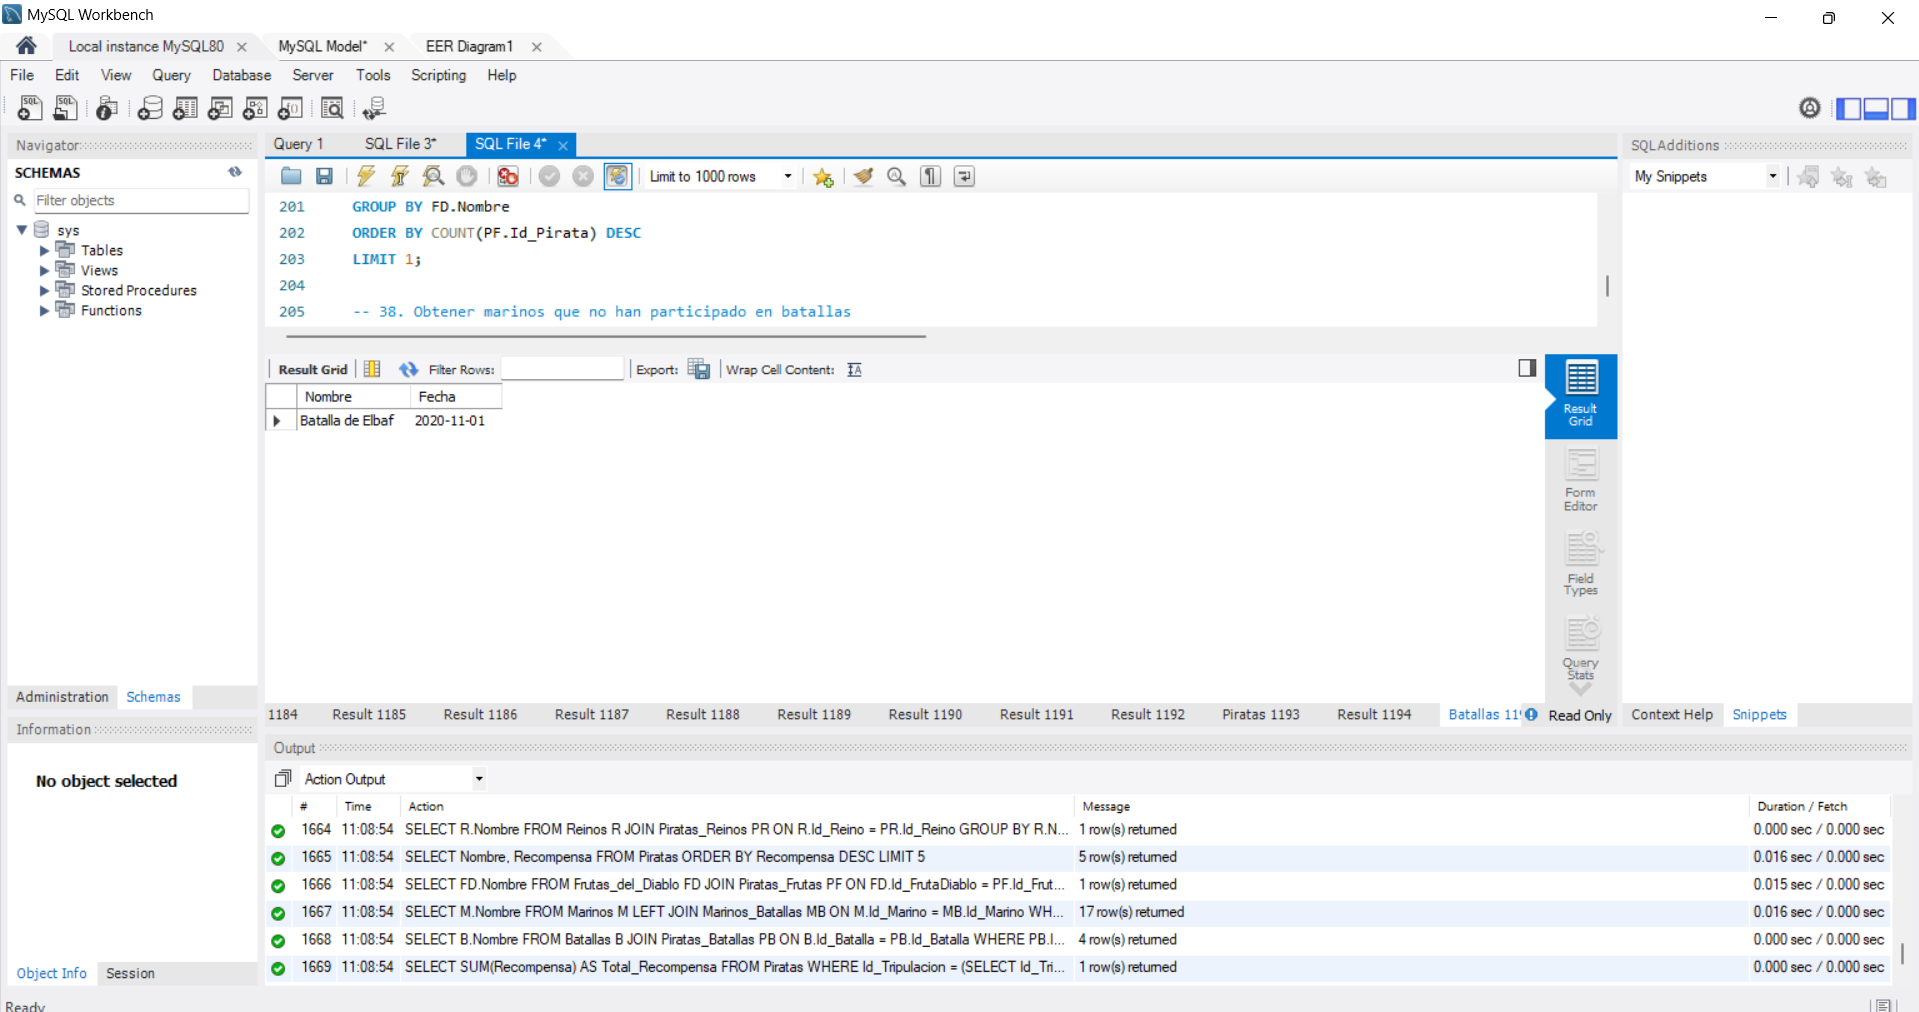 MySQL Workbench
Local instance MySQL80
MySQL Model*
EER Diagram1
File Edit View Query Database Server Tools Scripting Help
Navigator
SCHEMAS
Filter objects
sys
Tables
Views
Stored Procedures
Functions
Administration Schemas
Information
No object selected
Object Info Session
Ready
Query 1 SQL File 3* SQL File 4*
Limit to 1000 rows
201 GROUP BY FD.Nombre
202 ORDER BY COUNT(PF.Id_Pirata) DESC
203 LIMIT 1;
204
205 -- 38. Obtener marinos que no han participado en batallas
Result Grid Filter Rows: Export: Wrap Cell Content:
Nombre Fecha
Batalla de Elbaf 2020-11-01
Result Grid
Form Editor
Field Types
Query Stats
1184 Result 1185 Result 1186 Result 1187 Result 1188 Result 1189 Result 1190 Result 1191 Result 1192 Piratas 1193 Result 1194 Batallas 119 Read Only
SQLAdditions
My Snippets
Context Help Snippets
Output
Action Output
# Time Action Message Duration / Fetch
1664 11:08:54 SELECT R.Nombre FROM Reinos R JOIN Piratas_Reinos PR ON R.Id_Reino = PR.Id_Reino GROUP BY R.N... 1 row(s) returned 0.000 sec / 0.000 sec
1665 11:08:54 SELECT Nombre, Recompensa FROM Piratas ORDER BY Recompensa DESC LIMIT 5 5 row(s) returned 0.016 sec / 0.000 sec
1666 11:08:54 SELECT FD.Nombre FROM Frutas_del_Diablo FD JOIN Piratas_Frutas PF ON FD.Id_FrutaDiablo = PF.Id_Frut... 1 row(s) returned 0.015 sec / 0.000 sec
1667 11:08:54 SELECT M.Nombre FROM Marinos M LEFT JOIN Marinos_Batallas MB ON M.Id_Marino = MB.Id_Marino WH... 17 row(s) returned 0.016 sec / 0.000 sec
1668 11:08:54 SELECT B.Nombre FROM Batallas B JOIN Piratas_Batallas PB ON B.Id_Batalla = PB.Id_Batalla WHERE PB.I... 4 row(s) returned 0.000 sec / 0.000 sec
1669 11:08:54 SELECT SUM(Recompensa) AS Total_Recompensa FROM Piratas WHERE Id_Tripulacion = (SELECT Id_Tri... 1 row(s) returned 0.000 sec / 0.000 sec